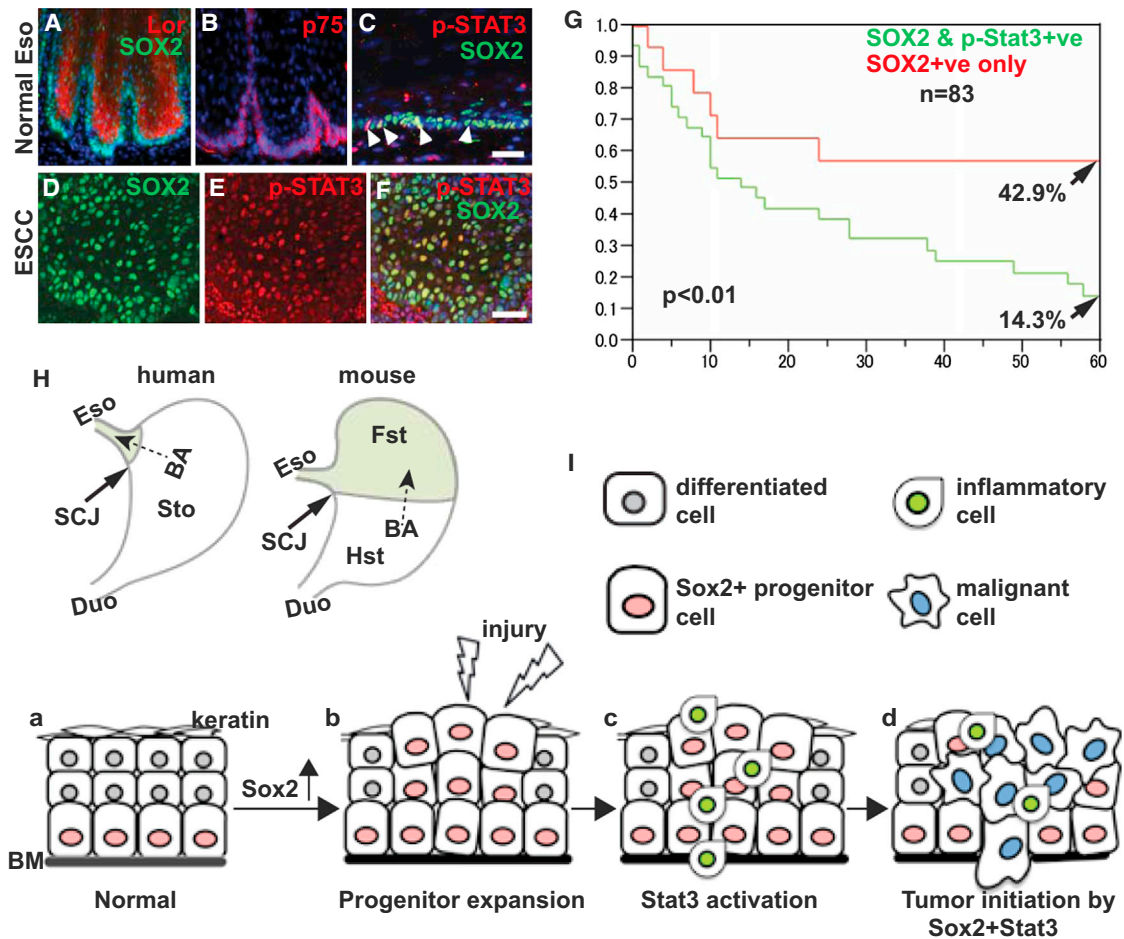 Normal Eso
A
Lor
SOX2
B
p75
C
p-STAT3
SOX2
ESCC
D
SOX2
E
p-STAT3
F
p-STAT3
SOX2
G
SOX2 & p-Stat3+ve
SOX2+ve only
n=83
1.0
0.9
0.8
0.7
0.6
0.5
0.4
0.3
0.2
0.1
0.0
42.9%
14.3%
p<0.01
0
10
20
30
40
50
60
H
human
mouse
Eso
BA
SCJ
Sto
Duo
Fst
Eso
BA
SCJ
Hst
Duo
I
differentiated
cell
inflammatory
cell
Sox2+ progenitor
cell
malignant
cell
injury
a
keratin
b
c
d
Sox2
BM
Normal
Progenitor expansion
Stat3 activation
Tumor initiation by
Sox2+Stat3